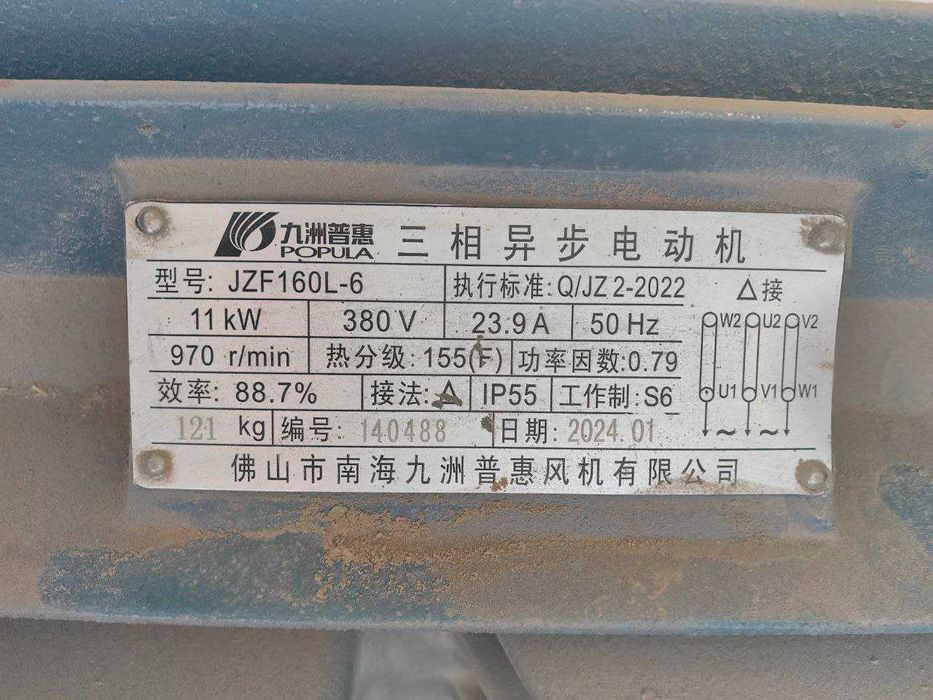 九洲普惠 POPULA 三相异步电动机
型号: JZF160L-6 执行标准: Q/JZ 2-2022 △接
11 kW 380 V 23.9 A 50 Hz W2 U2 V2
970 r/min 热分级: 155(F) 功率因数: 0.79
效率: 88.7% 接法: △ IP55 工作制: S6 U1 V1 W1
121 kg 编号: 140488 日期: 2024.01 ~ ~
佛山市南海九洲普惠风机有限公司